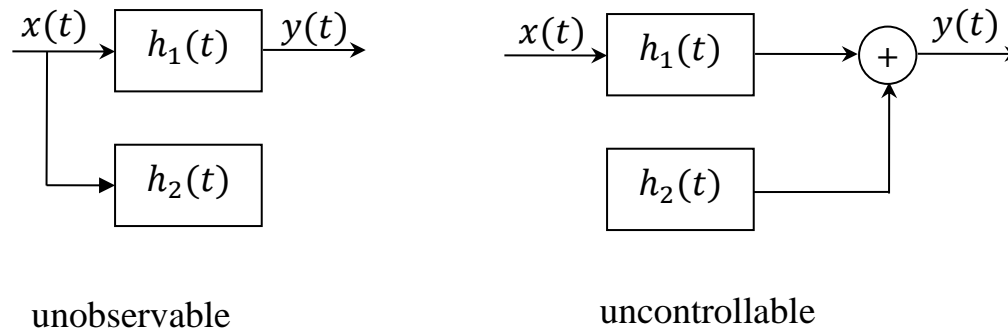 x(t) h₁(t) y(t)
h₂(t)
unobservable
x(t) h₁(t) + y(t)
h₂(t)
uncontrollable